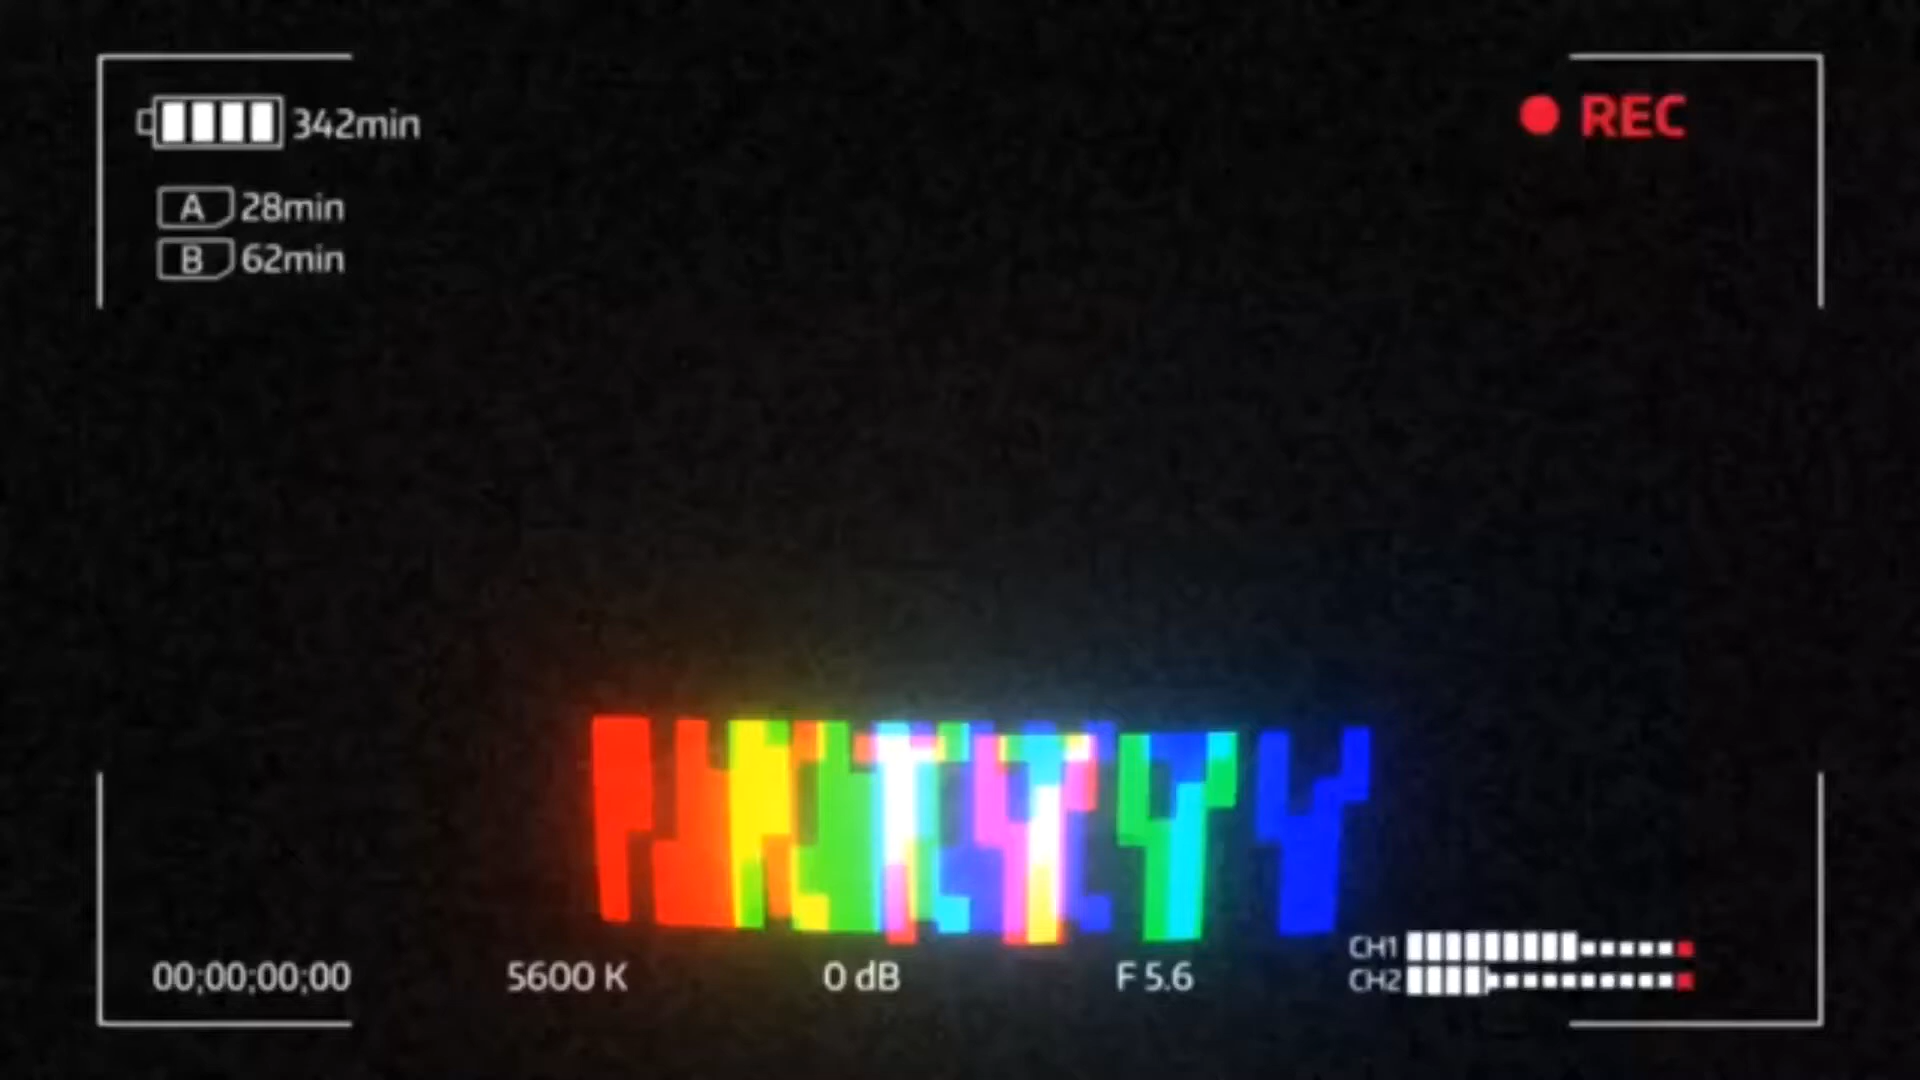 342min
REC
A 28min
B 62min
00;00;00;00
5600 K
0 dB
F 5.6
CH1
CH2